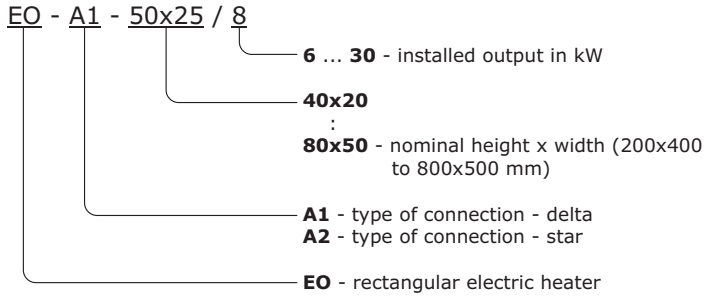 EO - A1 - 50x25 / 8
6 ... 30 - installed output in kW
40x20
:
80x50 - nominal height x width (200x400
to 800x500 mm)
A1 - type of connection - delta
A2 - type of connection - star
EO - rectangular electric heater